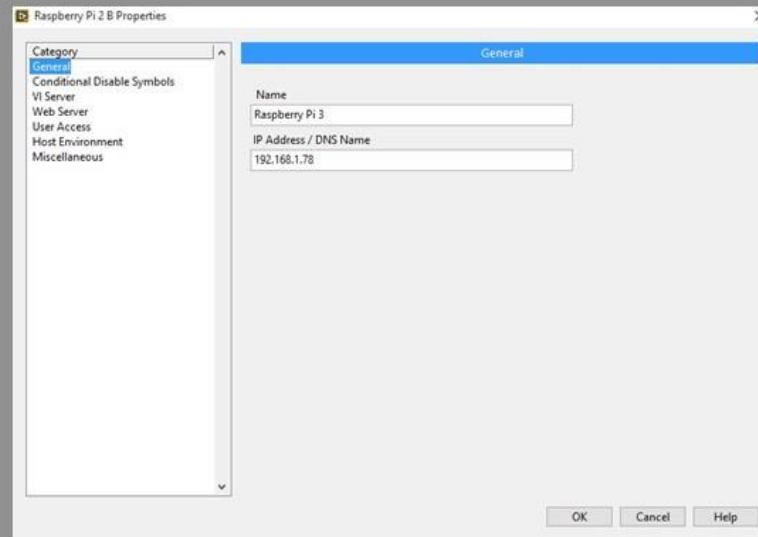 Raspberry Pi 2 B Properties
Category
General
Conditional Disable Symbols
VI Server
Web Server
User Access
Host Environment
Miscellaneous
General
Name
Raspberry Pi 3
IP Address / DNS Name
192.168.1.78
OK
Cancel
Help